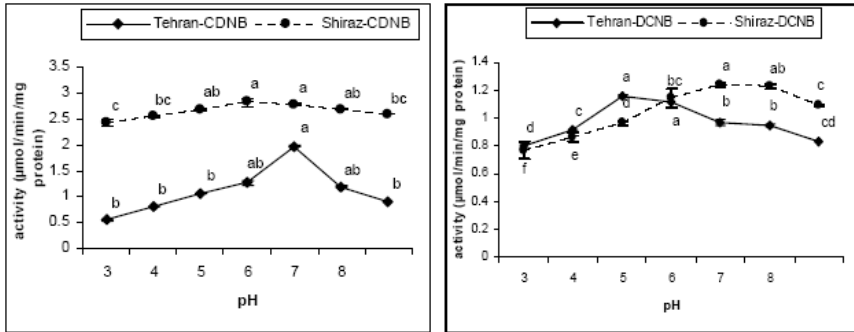 Tehran-CDNB Shiraz-CDNB
activity (µmol/min/mg
protein)
3.5
3
2.5
2
1.5
1
0.5
0
c bc ab a a ab bc
b b b ab a ab b
3 4 5 6 7 8
pH
Tehran-DCNB Shiraz-DCNB
activity (µmol/min/mg protein)
1.4
1.2
1
0.8
0.6
0.4
0.2
0
d c a bc a ab c
f e d a b b cd
3 4 5 6 7 8
pH